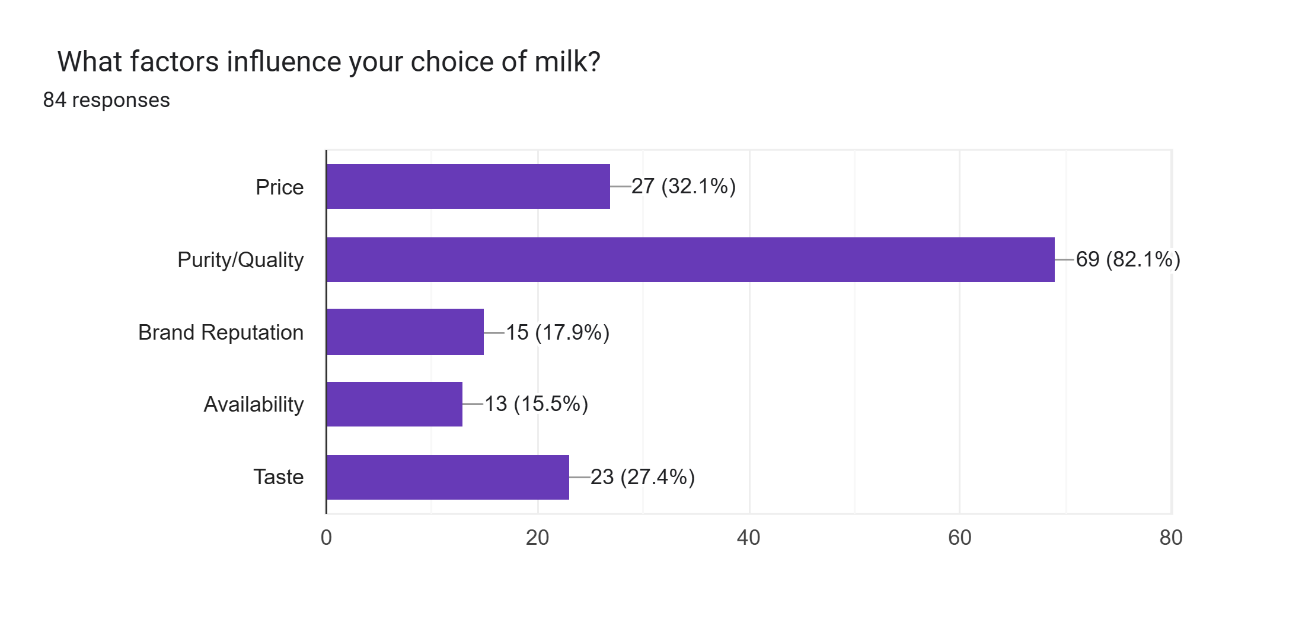 What factors influence your choice of milk?
84 responses
Price
27 (32.1%)
Purity/Quality
69 (82.1%)
Brand Reputation
15 (17.9%)
Availability
13 (15.5%)
Taste
23 (27.4%)
0 20 40 60 80